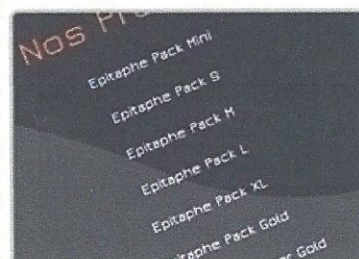 Nos
Epitaphe Pack Mini
Epitaphe Pack S
Epitaphe Pack M
Epitaphe Pack L
Epitaphe Pack XL
Pack Gold
Gold